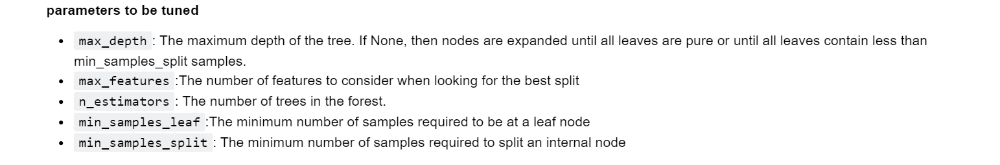 parameters to be tuned
• max_depth : The maximum depth of the tree. If None, then nodes are expanded until all leaves are pure or until all leaves contain less than
min_samples_split samples.
• max_features :The number of features to consider when looking for the best split
• n_estimators : The number of trees in the forest.
• min_samples_leaf :The minimum number of samples required to be at a leaf node
• min_samples_split : The minimum number of samples required to split an internal node